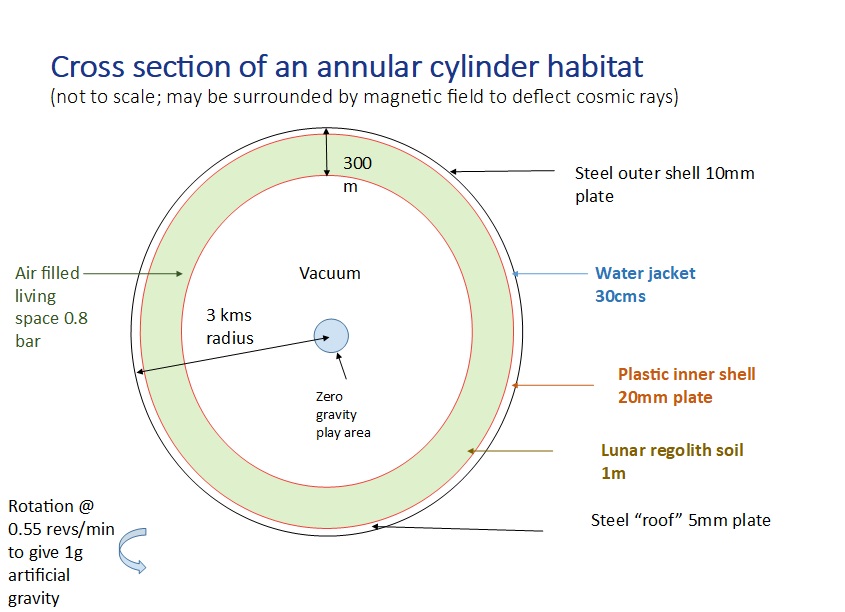 Cross section of an annular cylinder habitat
(not to scale; may be surrounded by magnetic field to deflect cosmic rays)
300
m
Steel outer shell 10mm
plate
Air filled
living
space 0.8
bar
Vacuum
Water jacket
30cms
3 kms
radius
Plastic inner shell
20mm plate
Zero
gravity
play area
Lunar regolith soil
1m
Rotation @
0.55 revs/min
to give 1g
artificial
gravity
Steel “roof” 5mm plate